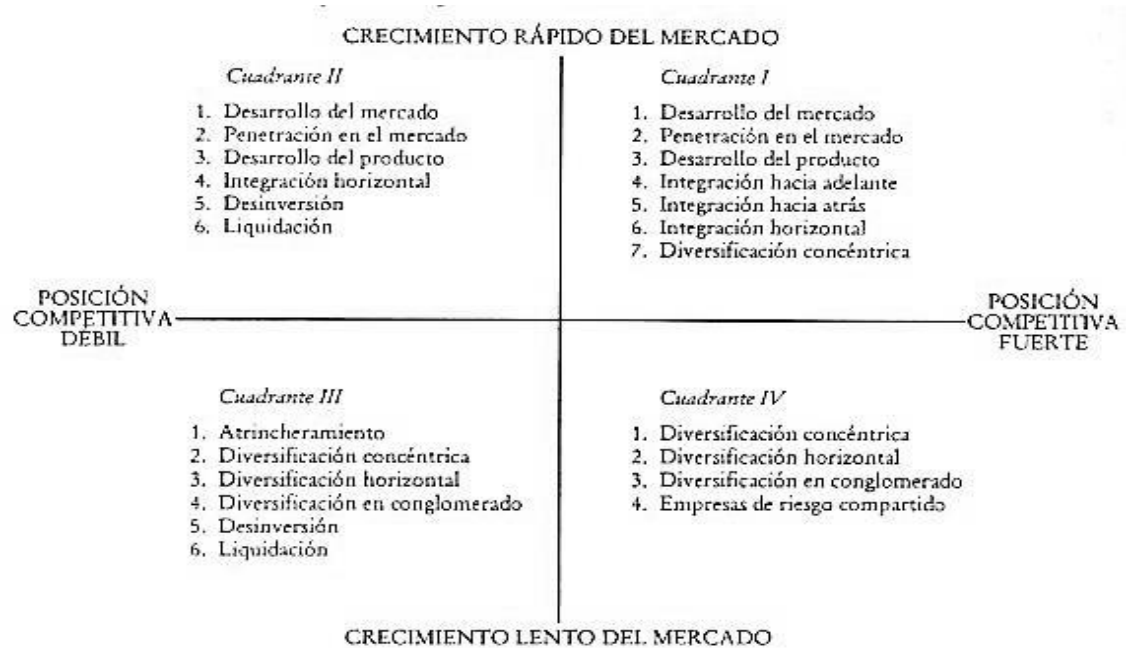 CRECIMIENTO RÁPIDO DEL MERCADO
Cuadrante II
1. Desarrollo del mercado
2. Penetración en el mercado
3. Desarrollo del producto
4. Integración horizontal
5. Desinversión
6. Liquidación
Cuadrante I
1. Desarrollo del mercado
2. Penetración en el mercado
3. Desarrollo del producto
4. Integración hacia adelante
5. Integración hacia atrás
6. Integración horizontal
7. Diversificación concéntrica
POSICIÓN
COMPETITIVA
DÉBIL
POSICIÓN
COMPETITIVA
FUERTE
Cuadrante III
1. Atrincheramiento
2. Diversificación concéntrica
3. Diversificación horizontal
4. Diversificación en conglomerado
5. Desinversión
6. Liquidación
Cuadrante IV
1. Diversificación concéntrica
2. Diversificación horizontal
3. Diversificación en conglomerado
4. Empresas de riesgo compartido
CRECIMIENTO LENTO DEL MERCADO